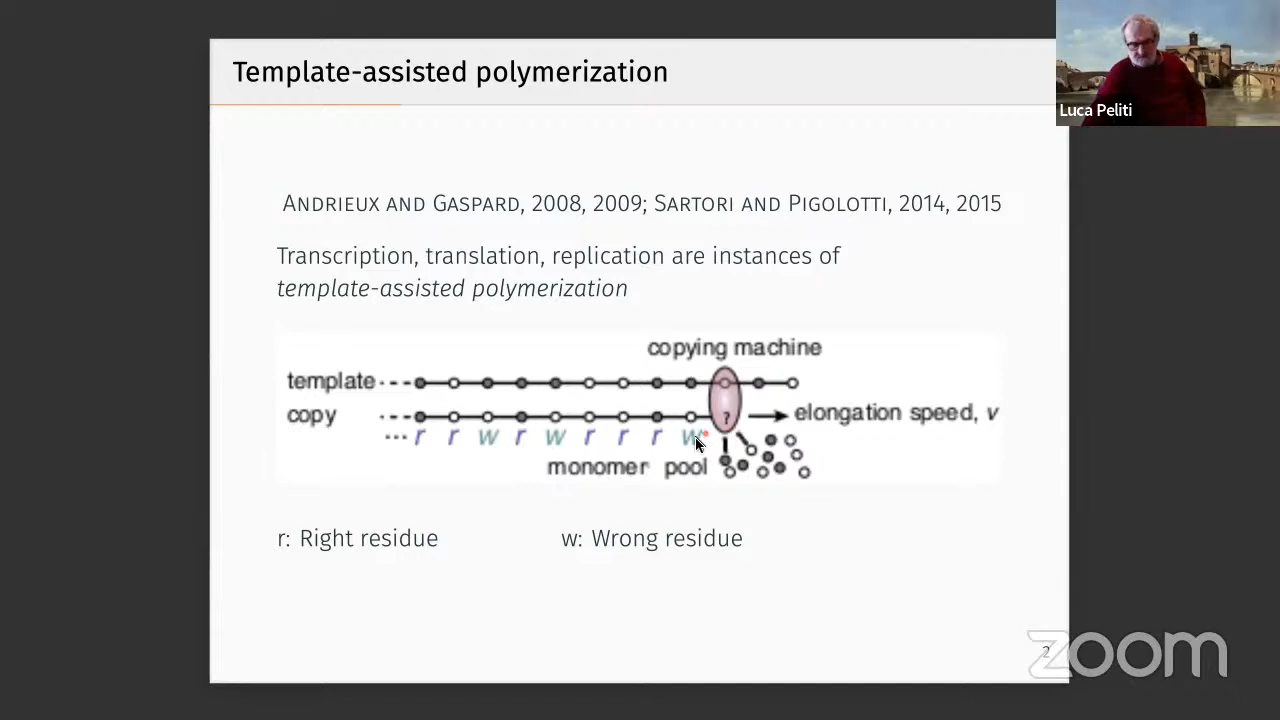 Template-assisted polymerization
Luca Peliti
ANDRIEUX AND GASPARD, 2008, 2009; SARTORI AND PIGOLOTTI, 2014, 2015
Transcription, translation, replication are instances of
template-assisted polymerization
copying machine
template
copy
?
elongation speed, v
... r r w r w r r r w
monomer pool
r: Right residue
w: Wrong residue
2
zoom